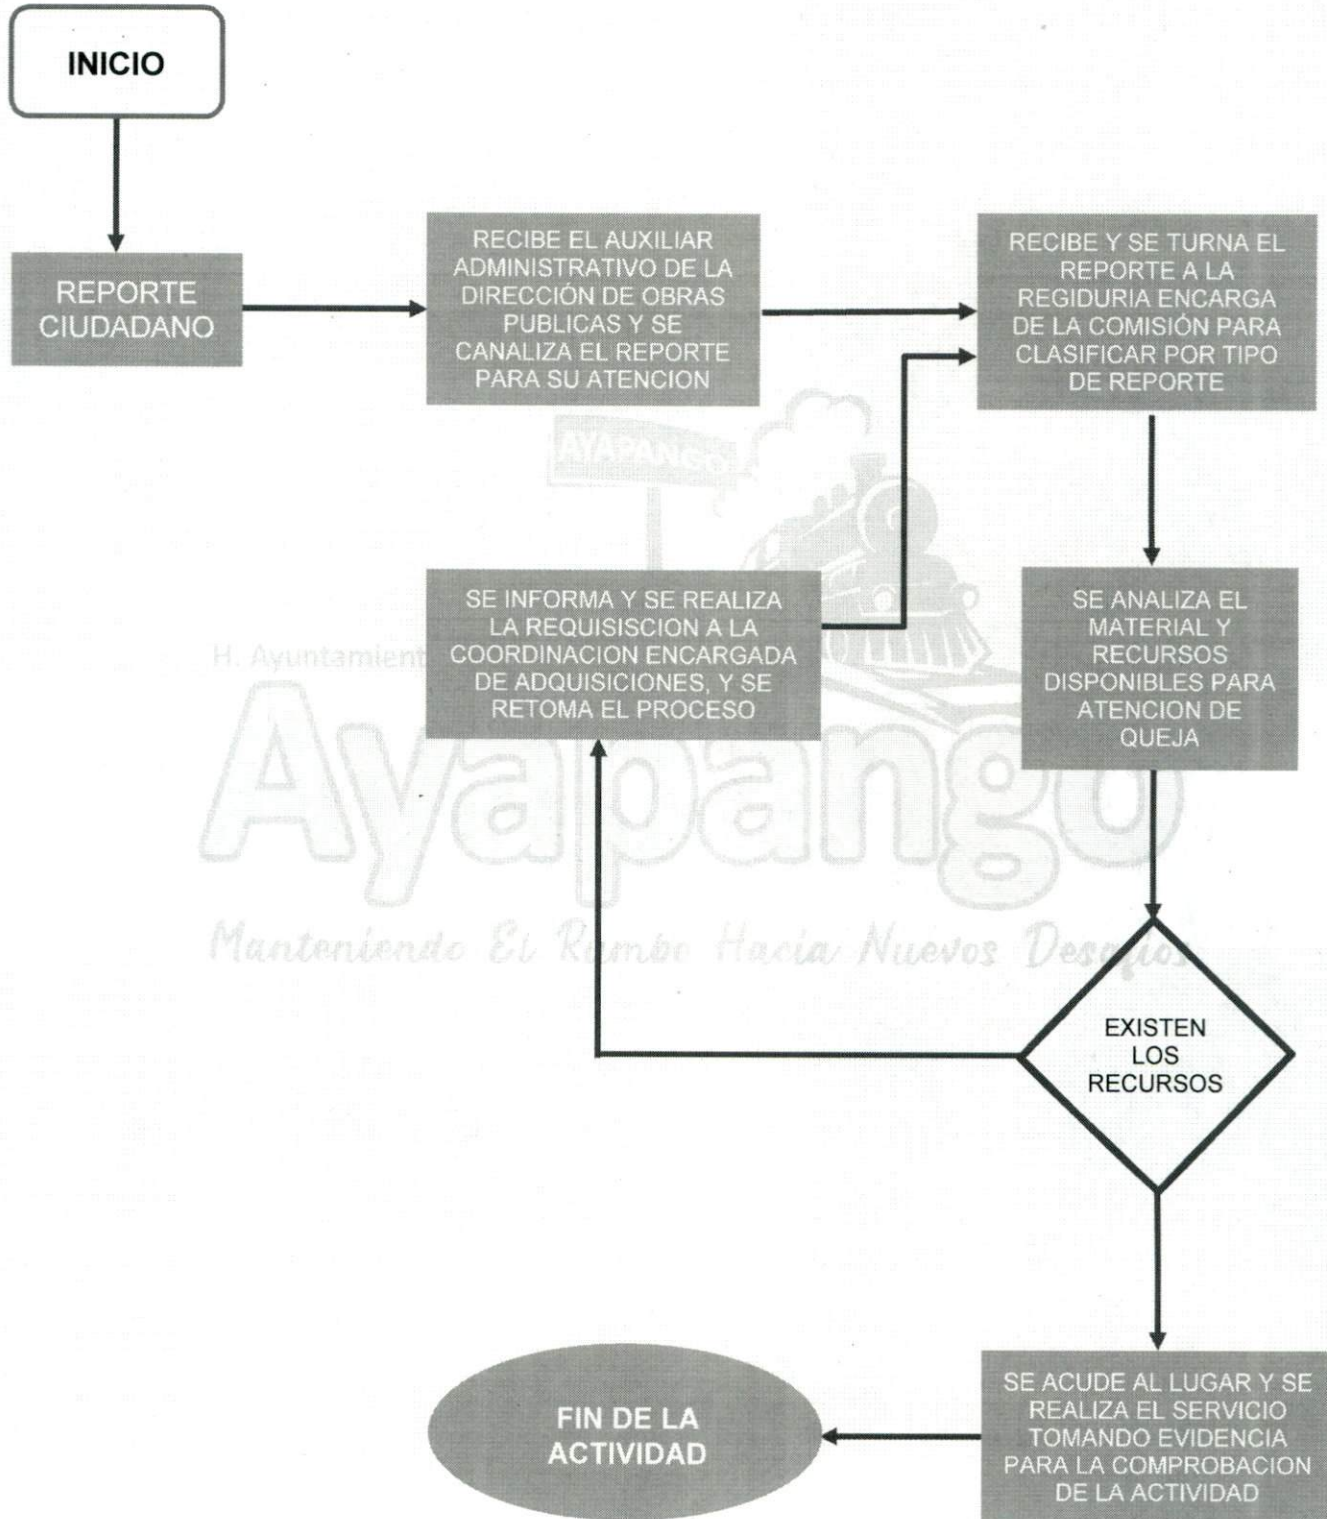 INICIO
REPORTE
CIUDADANO
RECIBE EL AUXILIAR
ADMINISTRATIVO DE LA
DIRECCIÓN DE OBRAS
PUBLICAS Y SE
CANALIZA EL REPORTE
PARA SU ATENCION
RECIBE Y SE TURNA EL
REPORTE A LA
REGIDURIA ENCARGA
DE LA COMISIÓN PARA
CLASIFICAR POR TIPO
DE REPORTE
AYAPANGO
SE INFORMA Y SE REALIZA
LA REQUISISCION A LA
COORDINACION ENCARGADA
DE ADQUISICIONES, Y SE
RETOMA EL PROCESO
SE ANALIZA EL
MATERIAL Y
RECURSOS
DISPONIBLES PARA
ATENCION DE
QUEJA
H. Ayuntamient
Ayapango
Manteniendo El Rumbo Hacia Nuevos Desafíos
EXISTEN
LOS
RECURSOS
SE ACUDE AL LUGAR Y SE
REALIZA EL SERVICIO
TOMANDO EVIDENCIA
PARA LA COMPROBACION
DE LA ACTIVIDAD
FIN DE LA
ACTIVIDAD